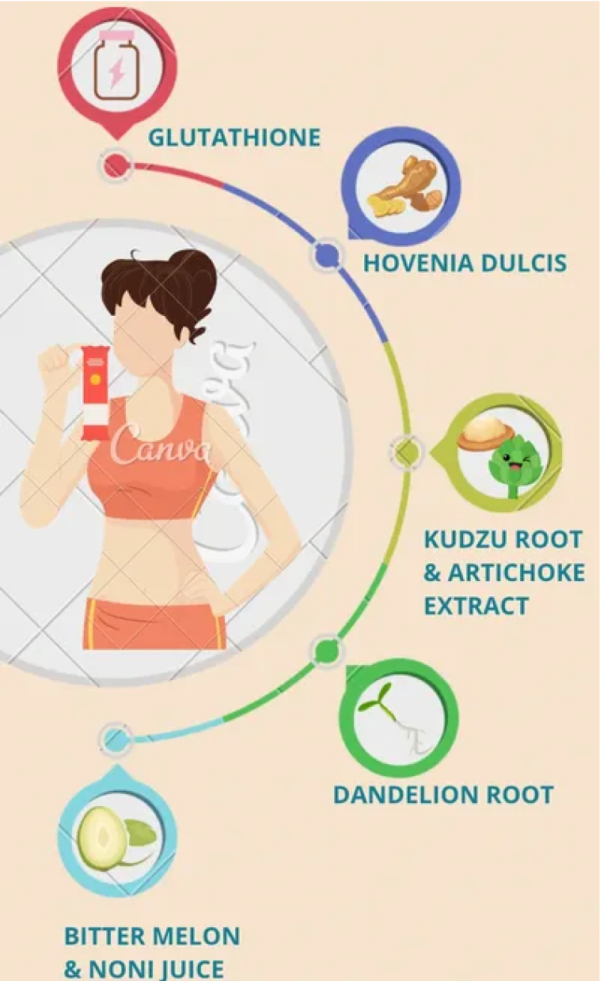 GLUTATHIONE
HOVENIA DULCIS
Canva
Canva
KUDZU ROOT
& ARTICHOKE
EXTRACT
DANDELION ROOT
BITTER MELON
& NONI JUICE